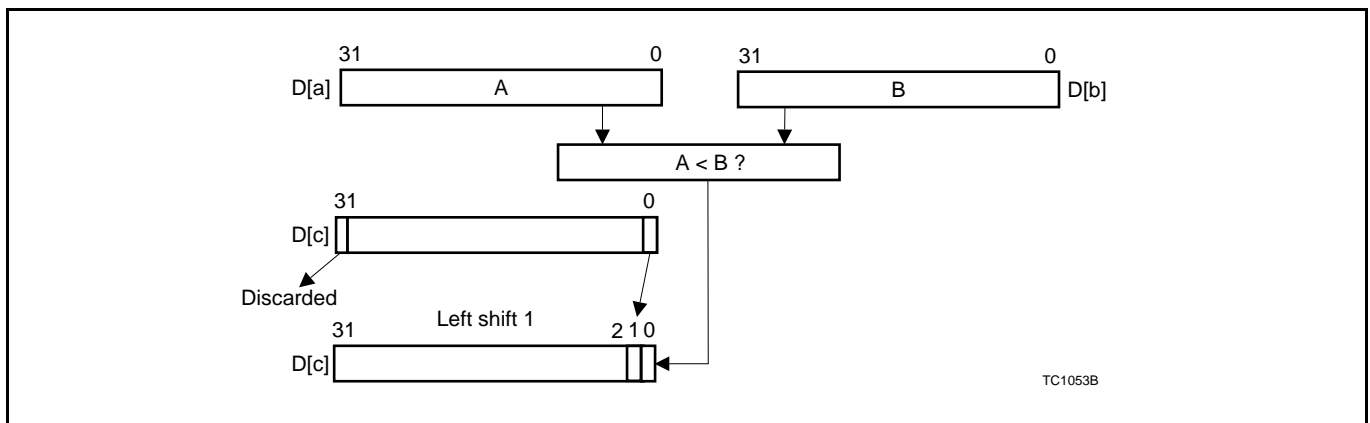 31 0 31 0
D[a] A B D[b]
A < B ?
31 0
D[c]
Discarded
Left shift 1
31 2 1 0
D[c]
TC1053B